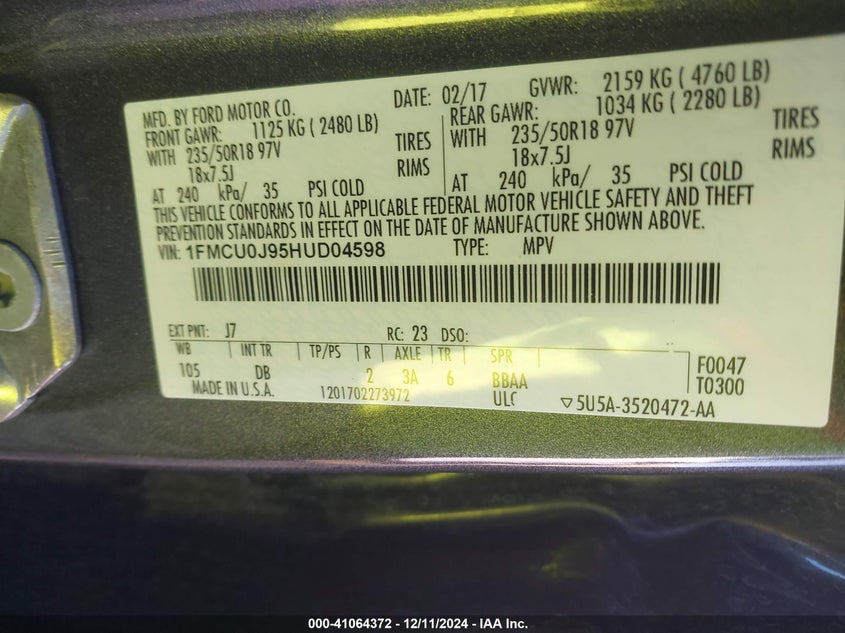 MFD. BY FORD MOTOR CO. DATE: 02/17 GVWR: 2159 KG ( 4760 LB)
FRONT GAWR: 1125 KG ( 2480 LB) REAR GAWR: 1034 KG ( 2280 LB)
WITH 235/50R18 97V TIRES WITH 235/50R18 97V TIRES
18x7.5J RIMS 18x7.5J RIMS
AT 240 kPa/ 35 PSI COLD AT 240 kPa/ 35 PSI COLD
THIS VEHICLE CONFORMS TO ALL APPLICABLE FEDERAL MOTOR VEHICLE SAFETY AND THEFT
PREVENTION STANDARDS IN EFFECT ON THE DATE OF MANUFACTURE SHOWN ABOVE.
VIN: 1FMCU0J95HUD04598 TYPE: MPV
EXT PNT: J7 RC: 23 DSO:
WB INT TR TP/PS R AXLE TR SPR F0047
105 DB 2 3A 6 BBAA T0300
MADE IN U.S.A. 1201702273972 ULC ▽5U5A-3520472-AA
000-41064372 / 12/11/2024 - IAA Inc.